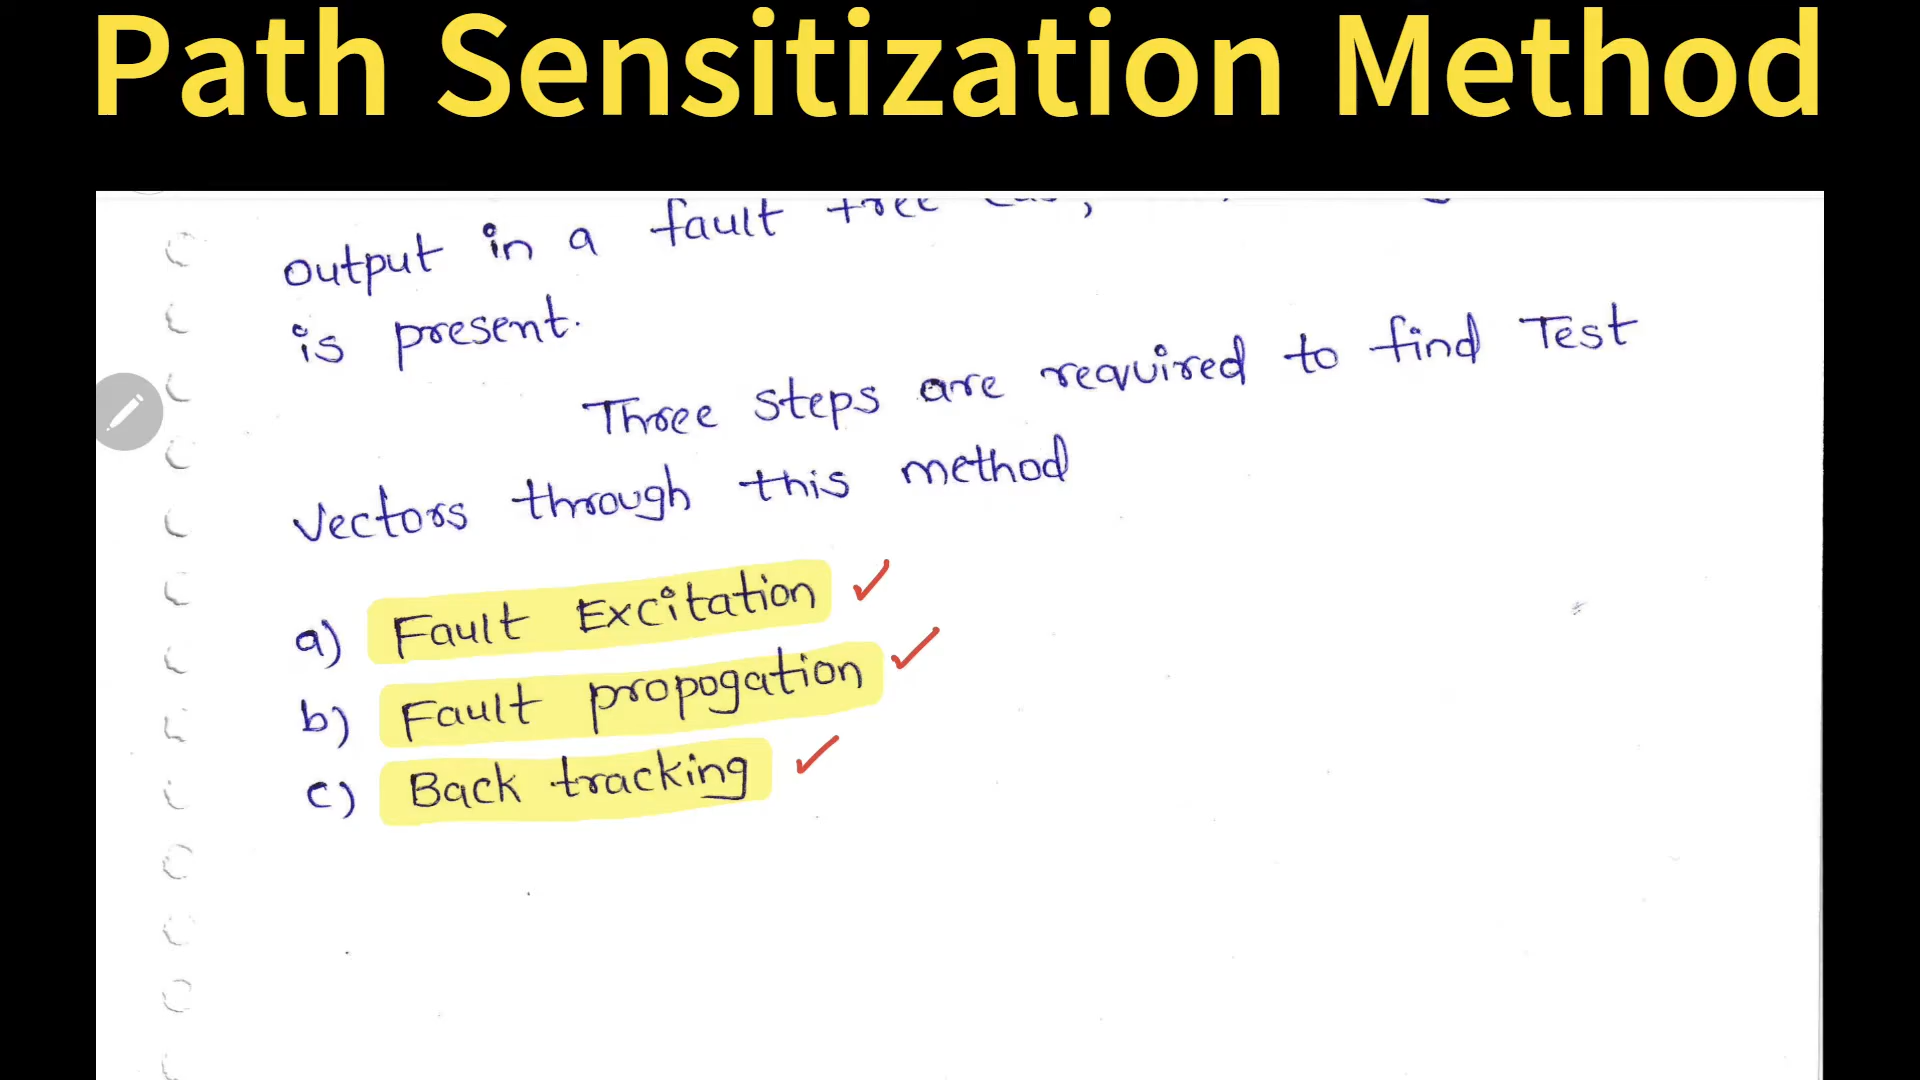 Path Sensitization Method
output in a fault free
is present.
Three steps are required to find Test
Vectors through this method
a) Fault Excitation ✓
b) Fault propogation ✓
c) Back tracking ✓